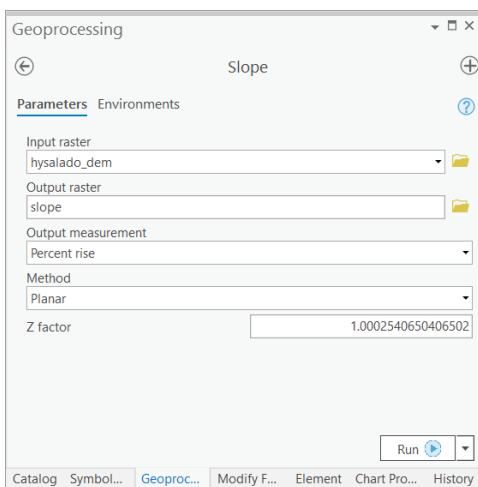 Geoprocessing
Slope
Parameters Environments
Input raster
hysalado_dem
Output raster
slope
Output measurement
Percent rise
Method
Planar
Z factor 1.0002540650406502
Run
Catalog Symbol... Geoproc... Modify F... Element Chart Pro... History